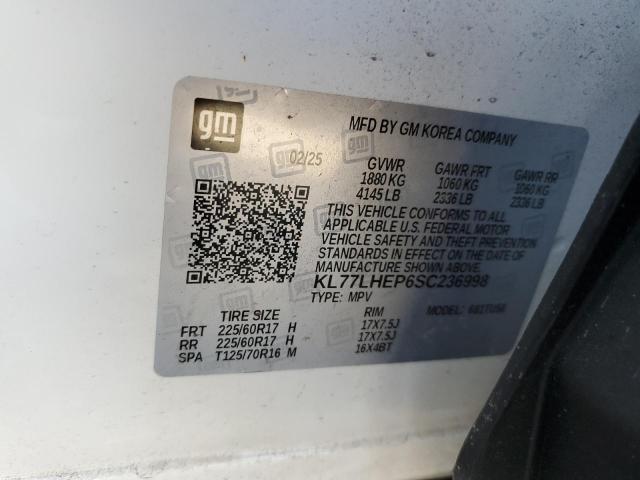 gm
MFD BY GM KOREA COMPANY
02/25 GVWR GAWR FRT GAWR RR
1880 KG 1060 KG 1060 KG
4145 LB 2336 LB 2336 LB
THIS VEHICLE CONFORMS TO ALL
APPLICABLE U.S. FEDERAL MOTOR
VEHICLE SAFETY AND THEFT PREVENTION
STANDARDS IN EFFECT ON THE DATE OF
MANUFACTURE SHOWN ABOVE.
KL77LHEP6SC236998
TYPE: MPV MODEL:
TIRE SIZE RIM
FRT 225/60R17 H 17X7.5J
RR 225/60R17 H 17X7.5J
SPA T125/70R16 M 16X4BT